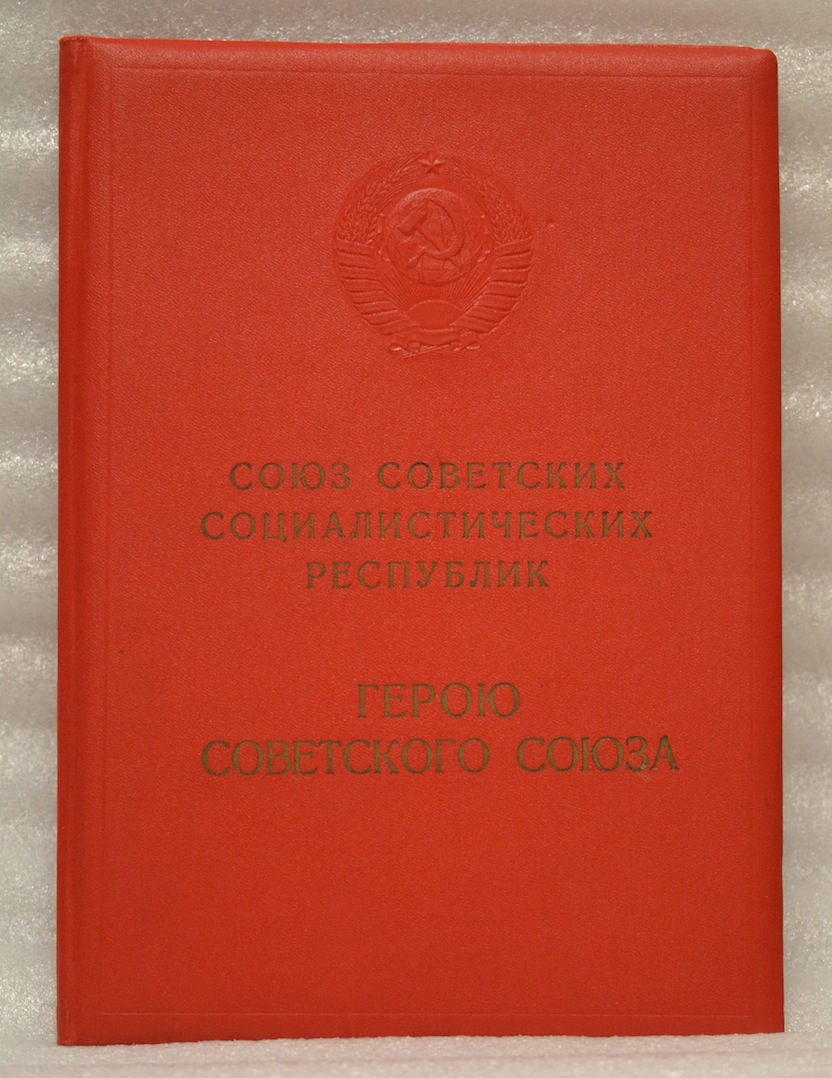 СОЮЗ СОВЕТСКИХ
СОЦИАЛИСТИЧЕСКИХ
РЕСПУБЛИК
ГЕРОЮ
СОВЕТСКОГО СОЮЗА